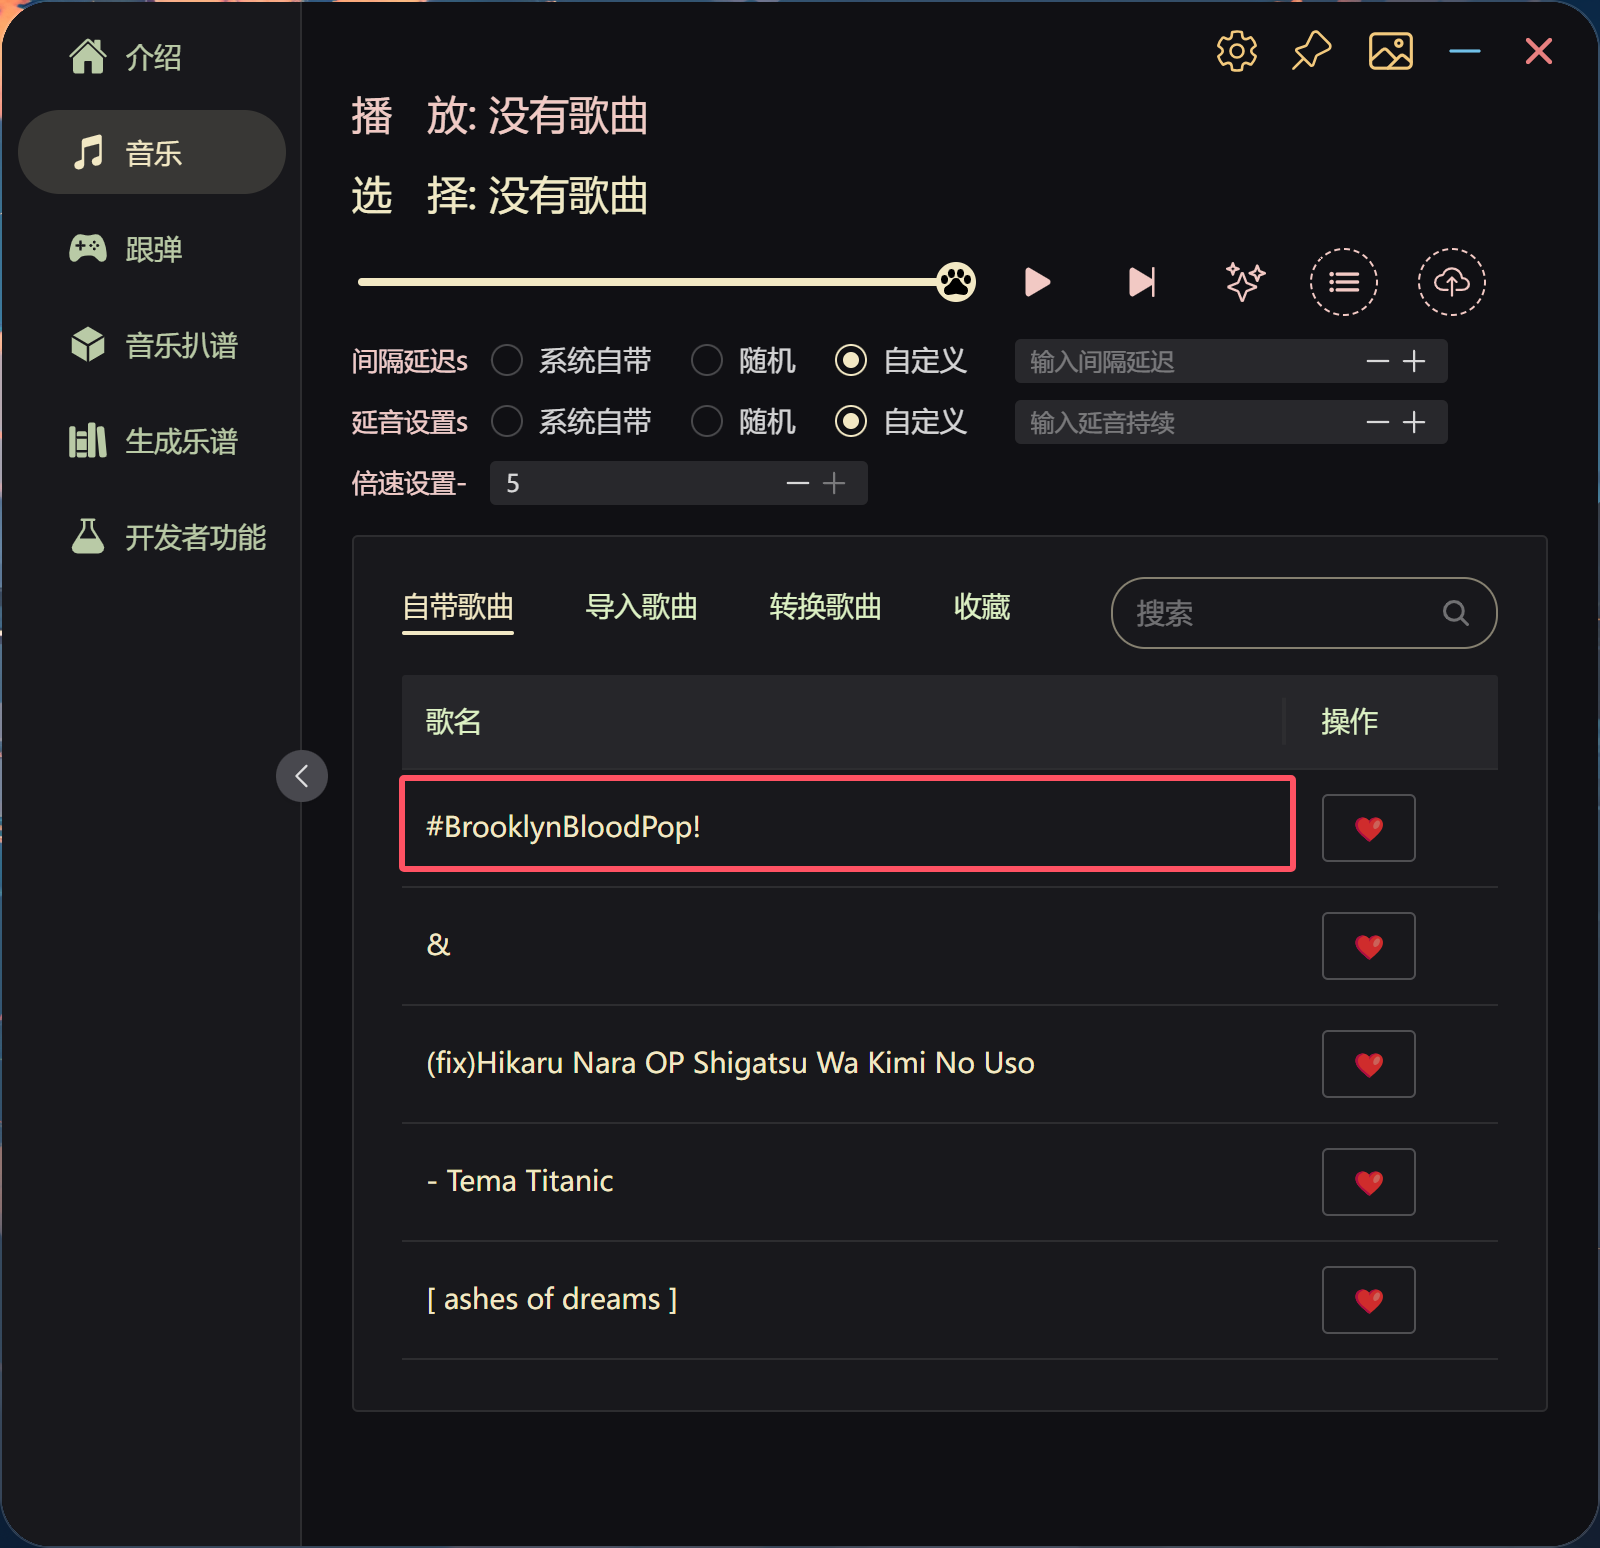 介绍
音乐
跟弹
音乐扒谱
生成乐谱
开发者功能
播 放: 没有歌曲
选 择: 没有歌曲
间隔延迟s 系统自带 随机 自定义 输入间隔延迟
延音设置s 系统自带 随机 自定义 输入延音持续
倍速设置- 5
自带歌曲 导入歌曲 转换歌曲 收藏 搜索
歌名 操作
#BrooklynBloodPop!
&
(fix)Hikaru Nara OP Shigatsu Wa Kimi No Uso
- Tema Titanic
[ ashes of dreams ]